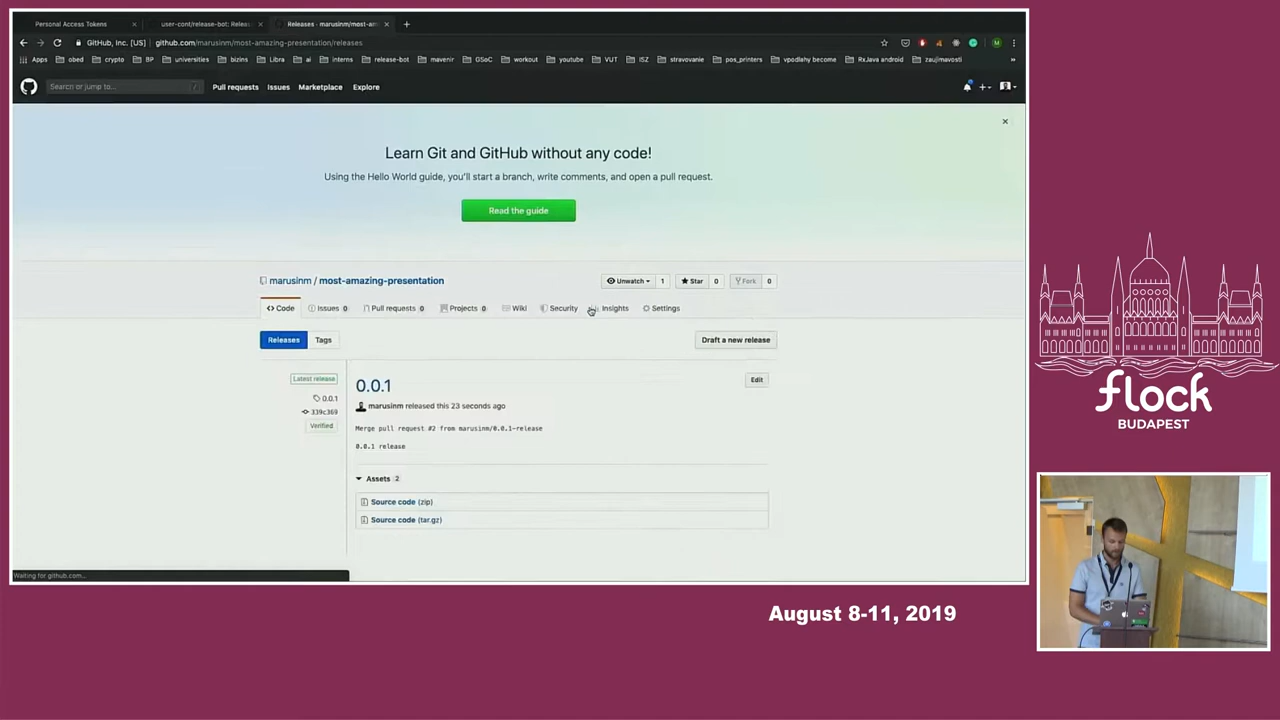 Personal Access Tokens
user-cont/release-bot: Releas
Releases · marusinm/most-am
GitHub, Inc. [US]
github.com/marusinm/most-amazing-presentation/releases
Apps obed crypto BP universities bizins Libra ai interns release-bot mavenir GSoC workout youtube VUT ISZ stravovanie pos_printers vpodlahy become RxJava android zaujimavosti »
Search or jump to... /
Pull requests Issues Marketplace Explore
Learn Git and GitHub without any code!
Using the Hello World guide, you'll start a branch, write comments, and open a pull request.
Read the guide
marusinm / most-amazing-presentation
Unwatch 1 Star 0 Fork 0
<> Code Issues 0 Pull requests 0 Projects 0 Wiki Security Insights Settings
Releases Tags
Draft a new release
Latest release
0.0.1
339c369
Verified
0.0.1
Edit
marusinm released this 23 seconds ago
Merge pull request #2 from marusinm/0.0.1-release
0.0.1 release
Assets 2
Source code (zip)
Source code (tar.gz)
Waiting for github.com...
flock
BUDAPEST
August 8-11, 2019